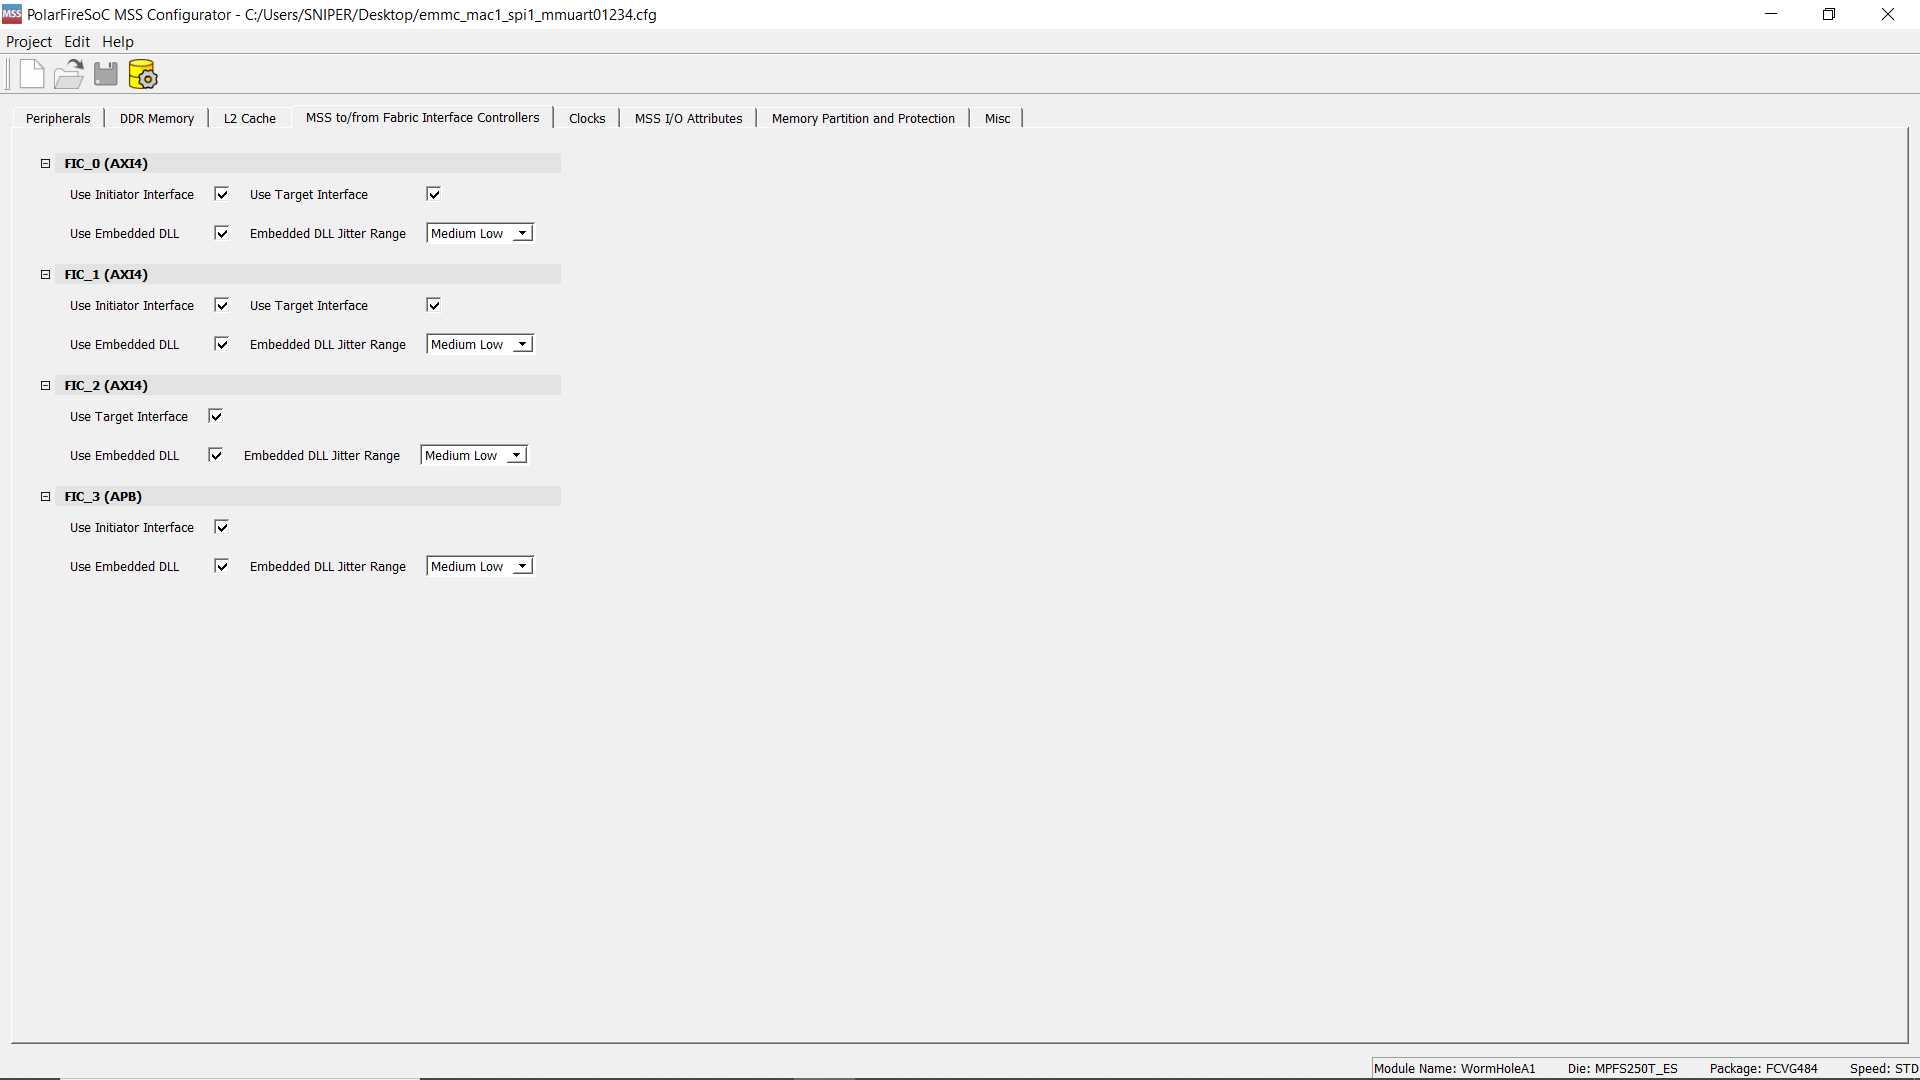 MSS PolarFireSoC MSS Configurator - C:/Users/SNIPER/Desktop/emmc_mac1_spi1_mmuart01234.cfg
Project Edit Help
Peripherals DDR Memory L2 Cache MSS to/from Fabric Interface Controllers Clocks MSS I/O Attributes Memory Partition and Protection Misc
FIC_0 (AXI4)
Use Initiator Interface Use Target Interface
Use Embedded DLL Embedded DLL Jitter Range Medium Low
FIC_1 (AXI4)
Use Initiator Interface Use Target Interface
Use Embedded DLL Embedded DLL Jitter Range Medium Low
FIC_2 (AXI4)
Use Target Interface
Use Embedded DLL Embedded DLL Jitter Range Medium Low
FIC_3 (APB)
Use Initiator Interface
Use Embedded DLL Embedded DLL Jitter Range Medium Low
Module Name: WormHoleA1 Die: MPFS250T_ES Package: FCVG484 Speed: STD